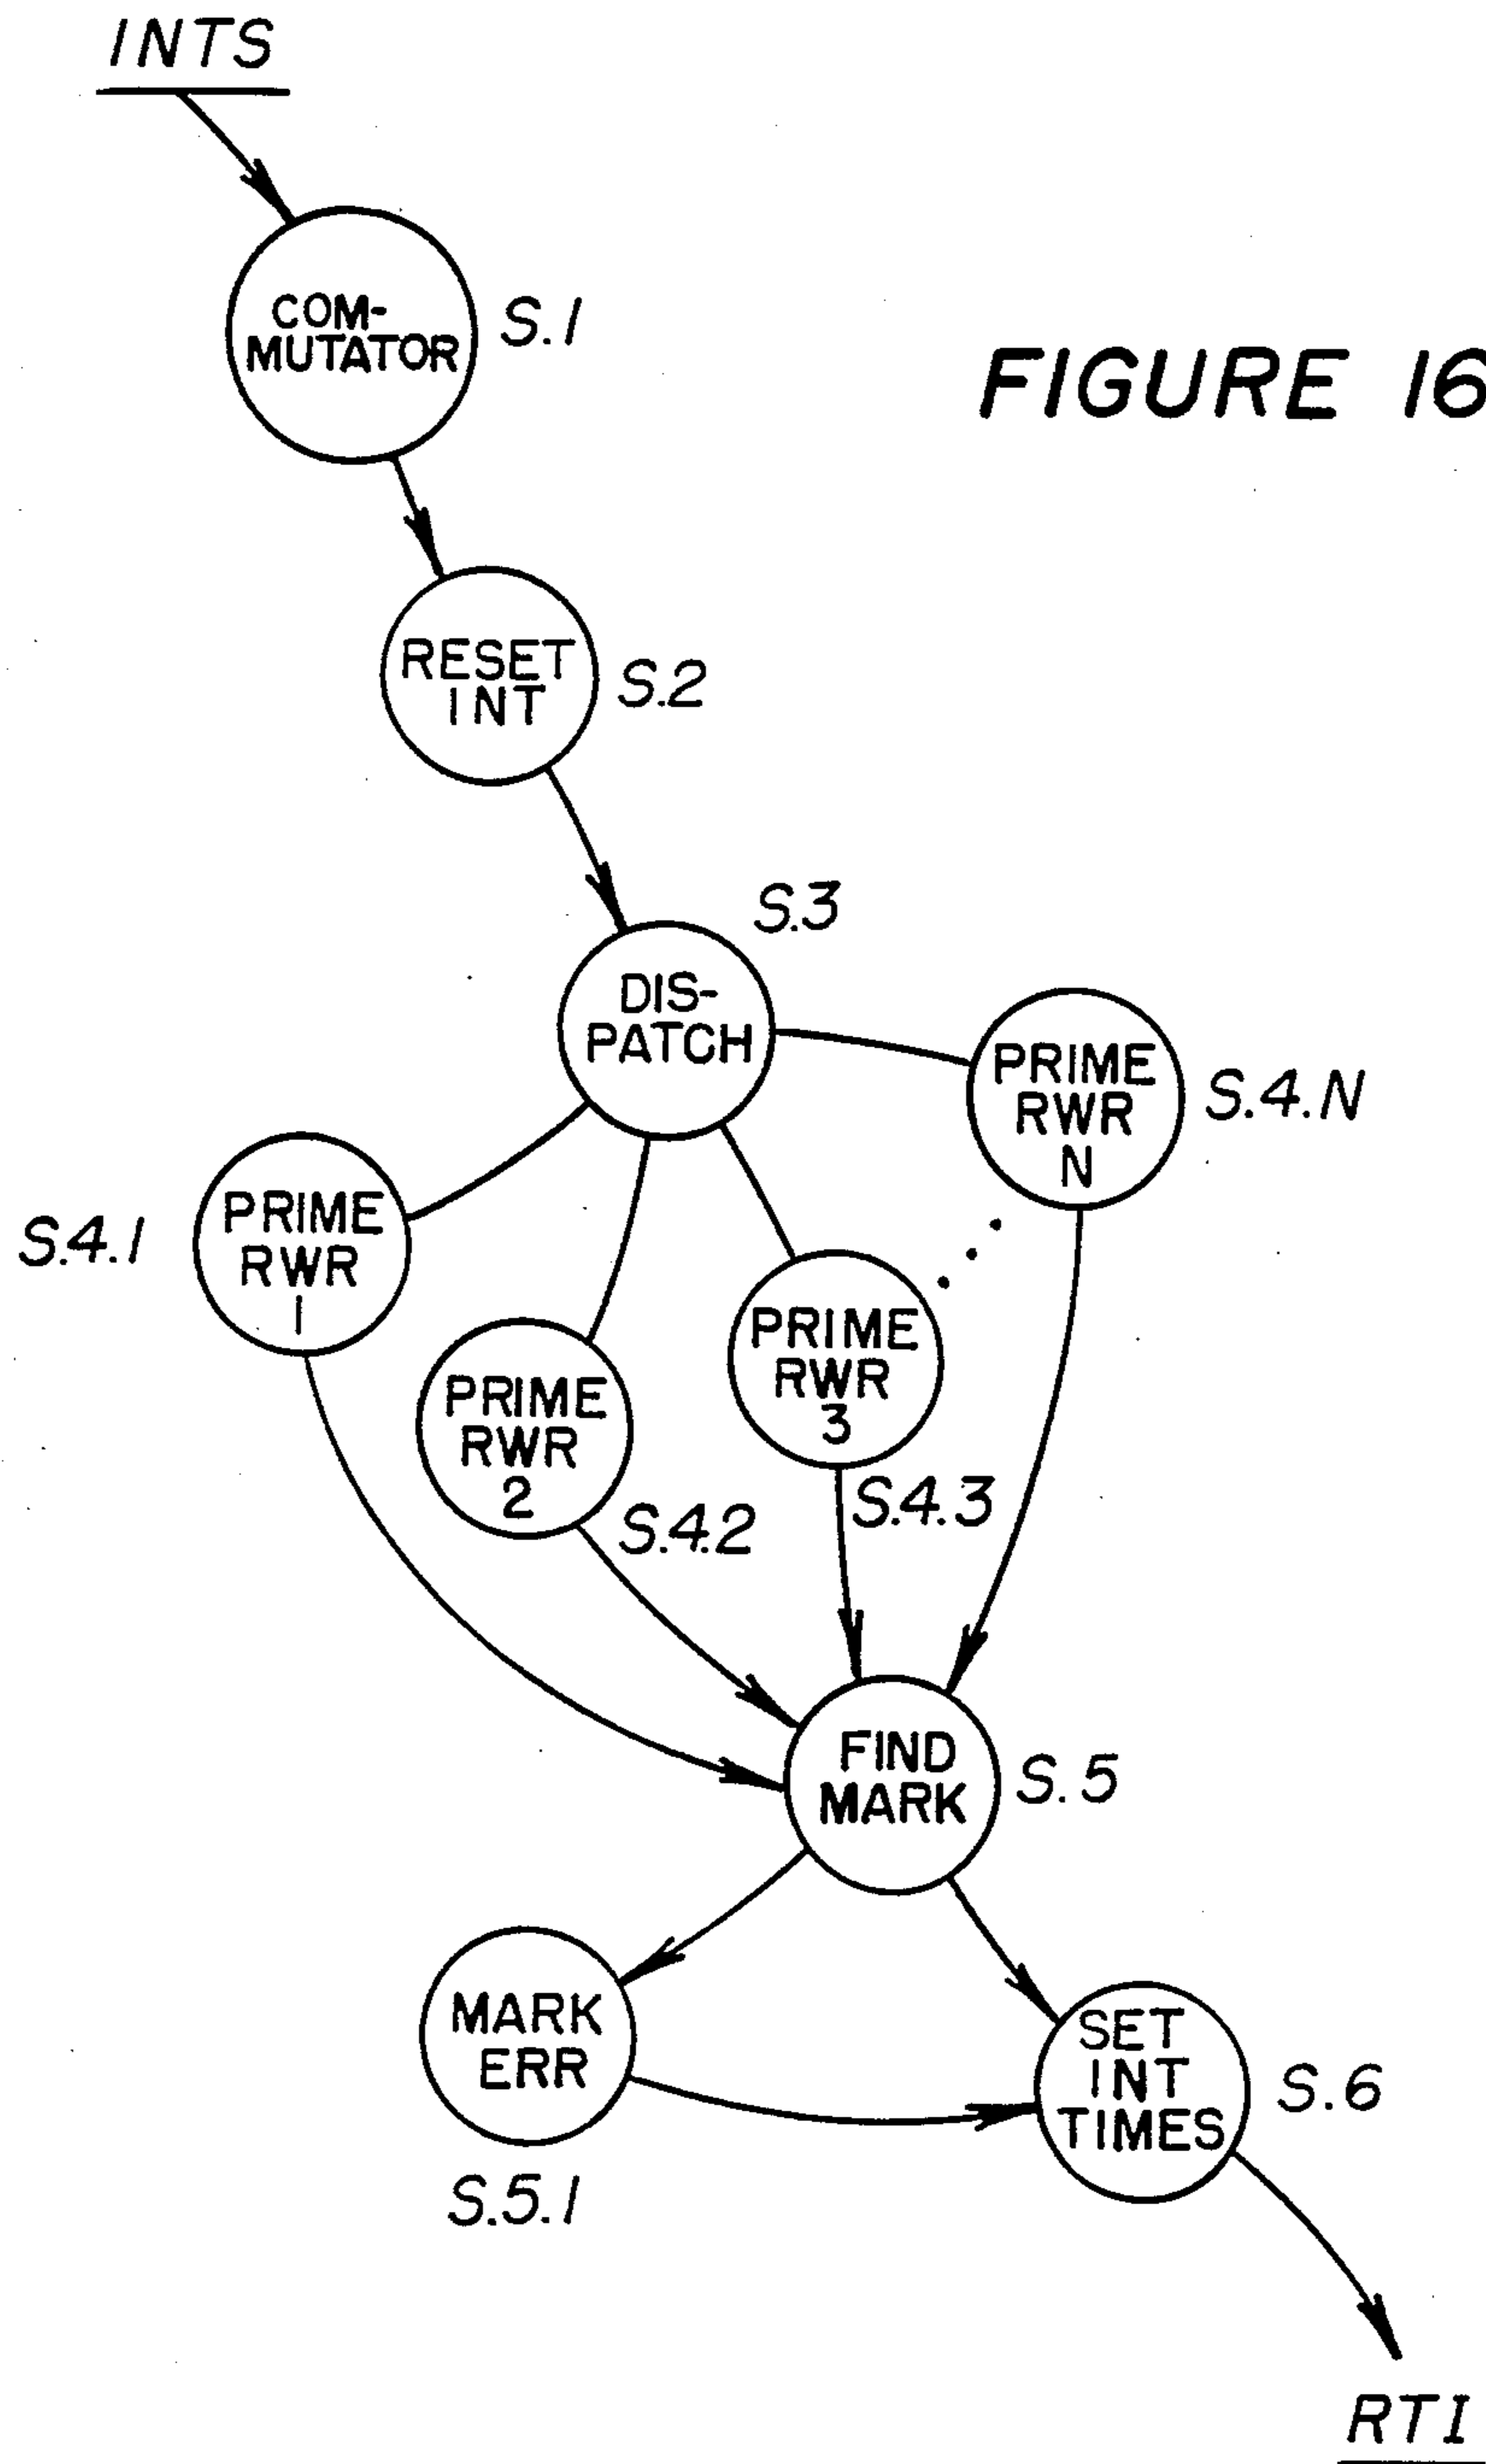 INTS
COM-
MUTATOR
S.1
FIGURE 16
RESET
INT
S.2
S.3
DIS-
PATCH
PRIME
RWR
N
S.4.N
S.4.1
PRIME
RWR
1
PRIME
RWR
2
S.4.2
PRIME
RWR
3
S.4.3
FIND
MARK
S.5
MARK
ERR
S.5.1
SET
INT
TIMES
S.6
RTI